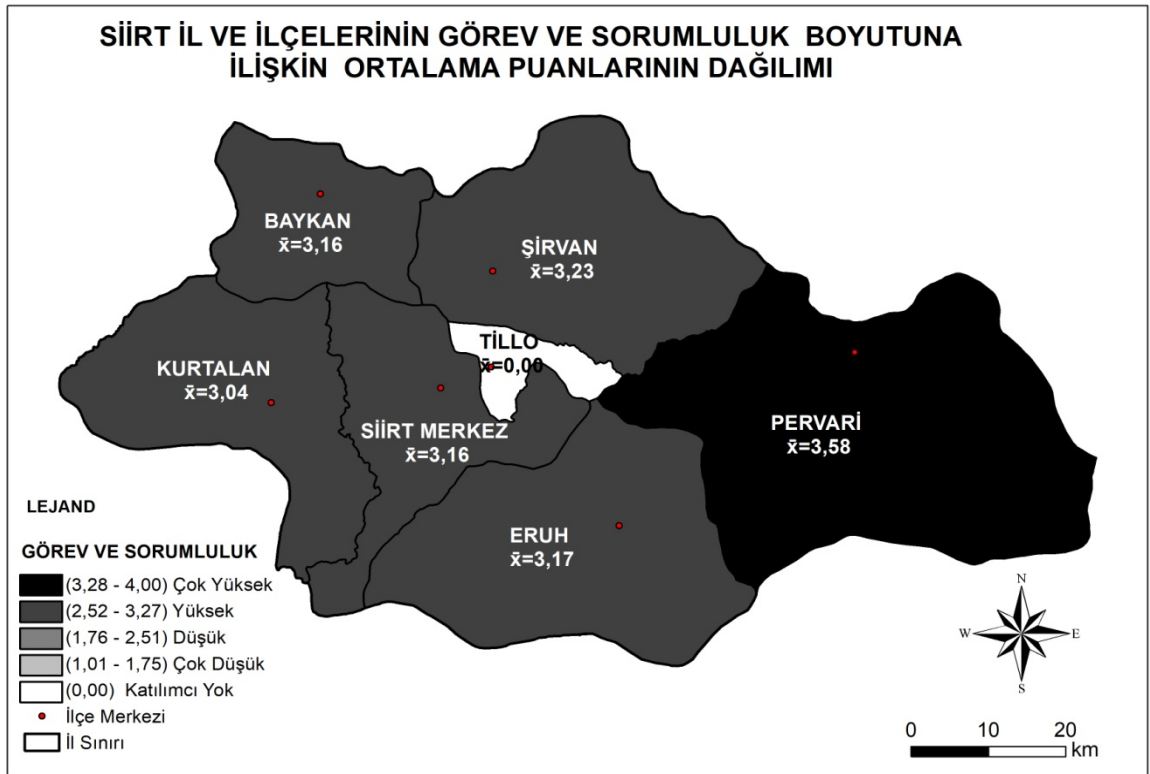 SİİRT İL VE İLÇELERİNİN GÖREV VE SORUMLULUK BOYUTUNA
İLİŞKİN ORTALAMA PUANLARININ DAĞILIMI
BAYKAN
x̄=3,16
ŞİRVAN
x̄=3,23
TİLLO
x̄=0,00
KURTALAN
x̄=3,04
SİİRT MERKEZ
x̄=3,16
PERVARİ
x̄=3,58
ERUH
x̄=3,17
LEJAND
GÖREV VE SORUMLULUK
(3,28 - 4,00) Çok Yüksek
(2,52 - 3,27) Yüksek
(1,76 - 2,51) Düşük
(1,01 - 1,75) Çok Düşük
(0,00) Katılımcı Yok
İlçe Merkezi
İl Sınırı
N
W E
S
0 10 20
km